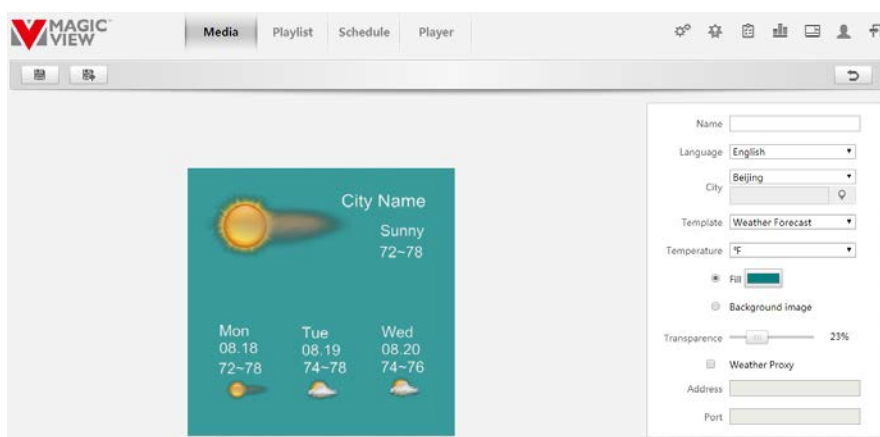 MAGIC
VIEW
Media Playlist Schedule Player
City Name
Sunny
72~78
Mon Tue Wed
08.18 08.19 08.20
72~78 74~78 74~76
Name
Language English
City Beijing
Template Weather Forecast
Temperature °F
Fill
Background image
Transparence 23%
Weather Proxy
Address
Port